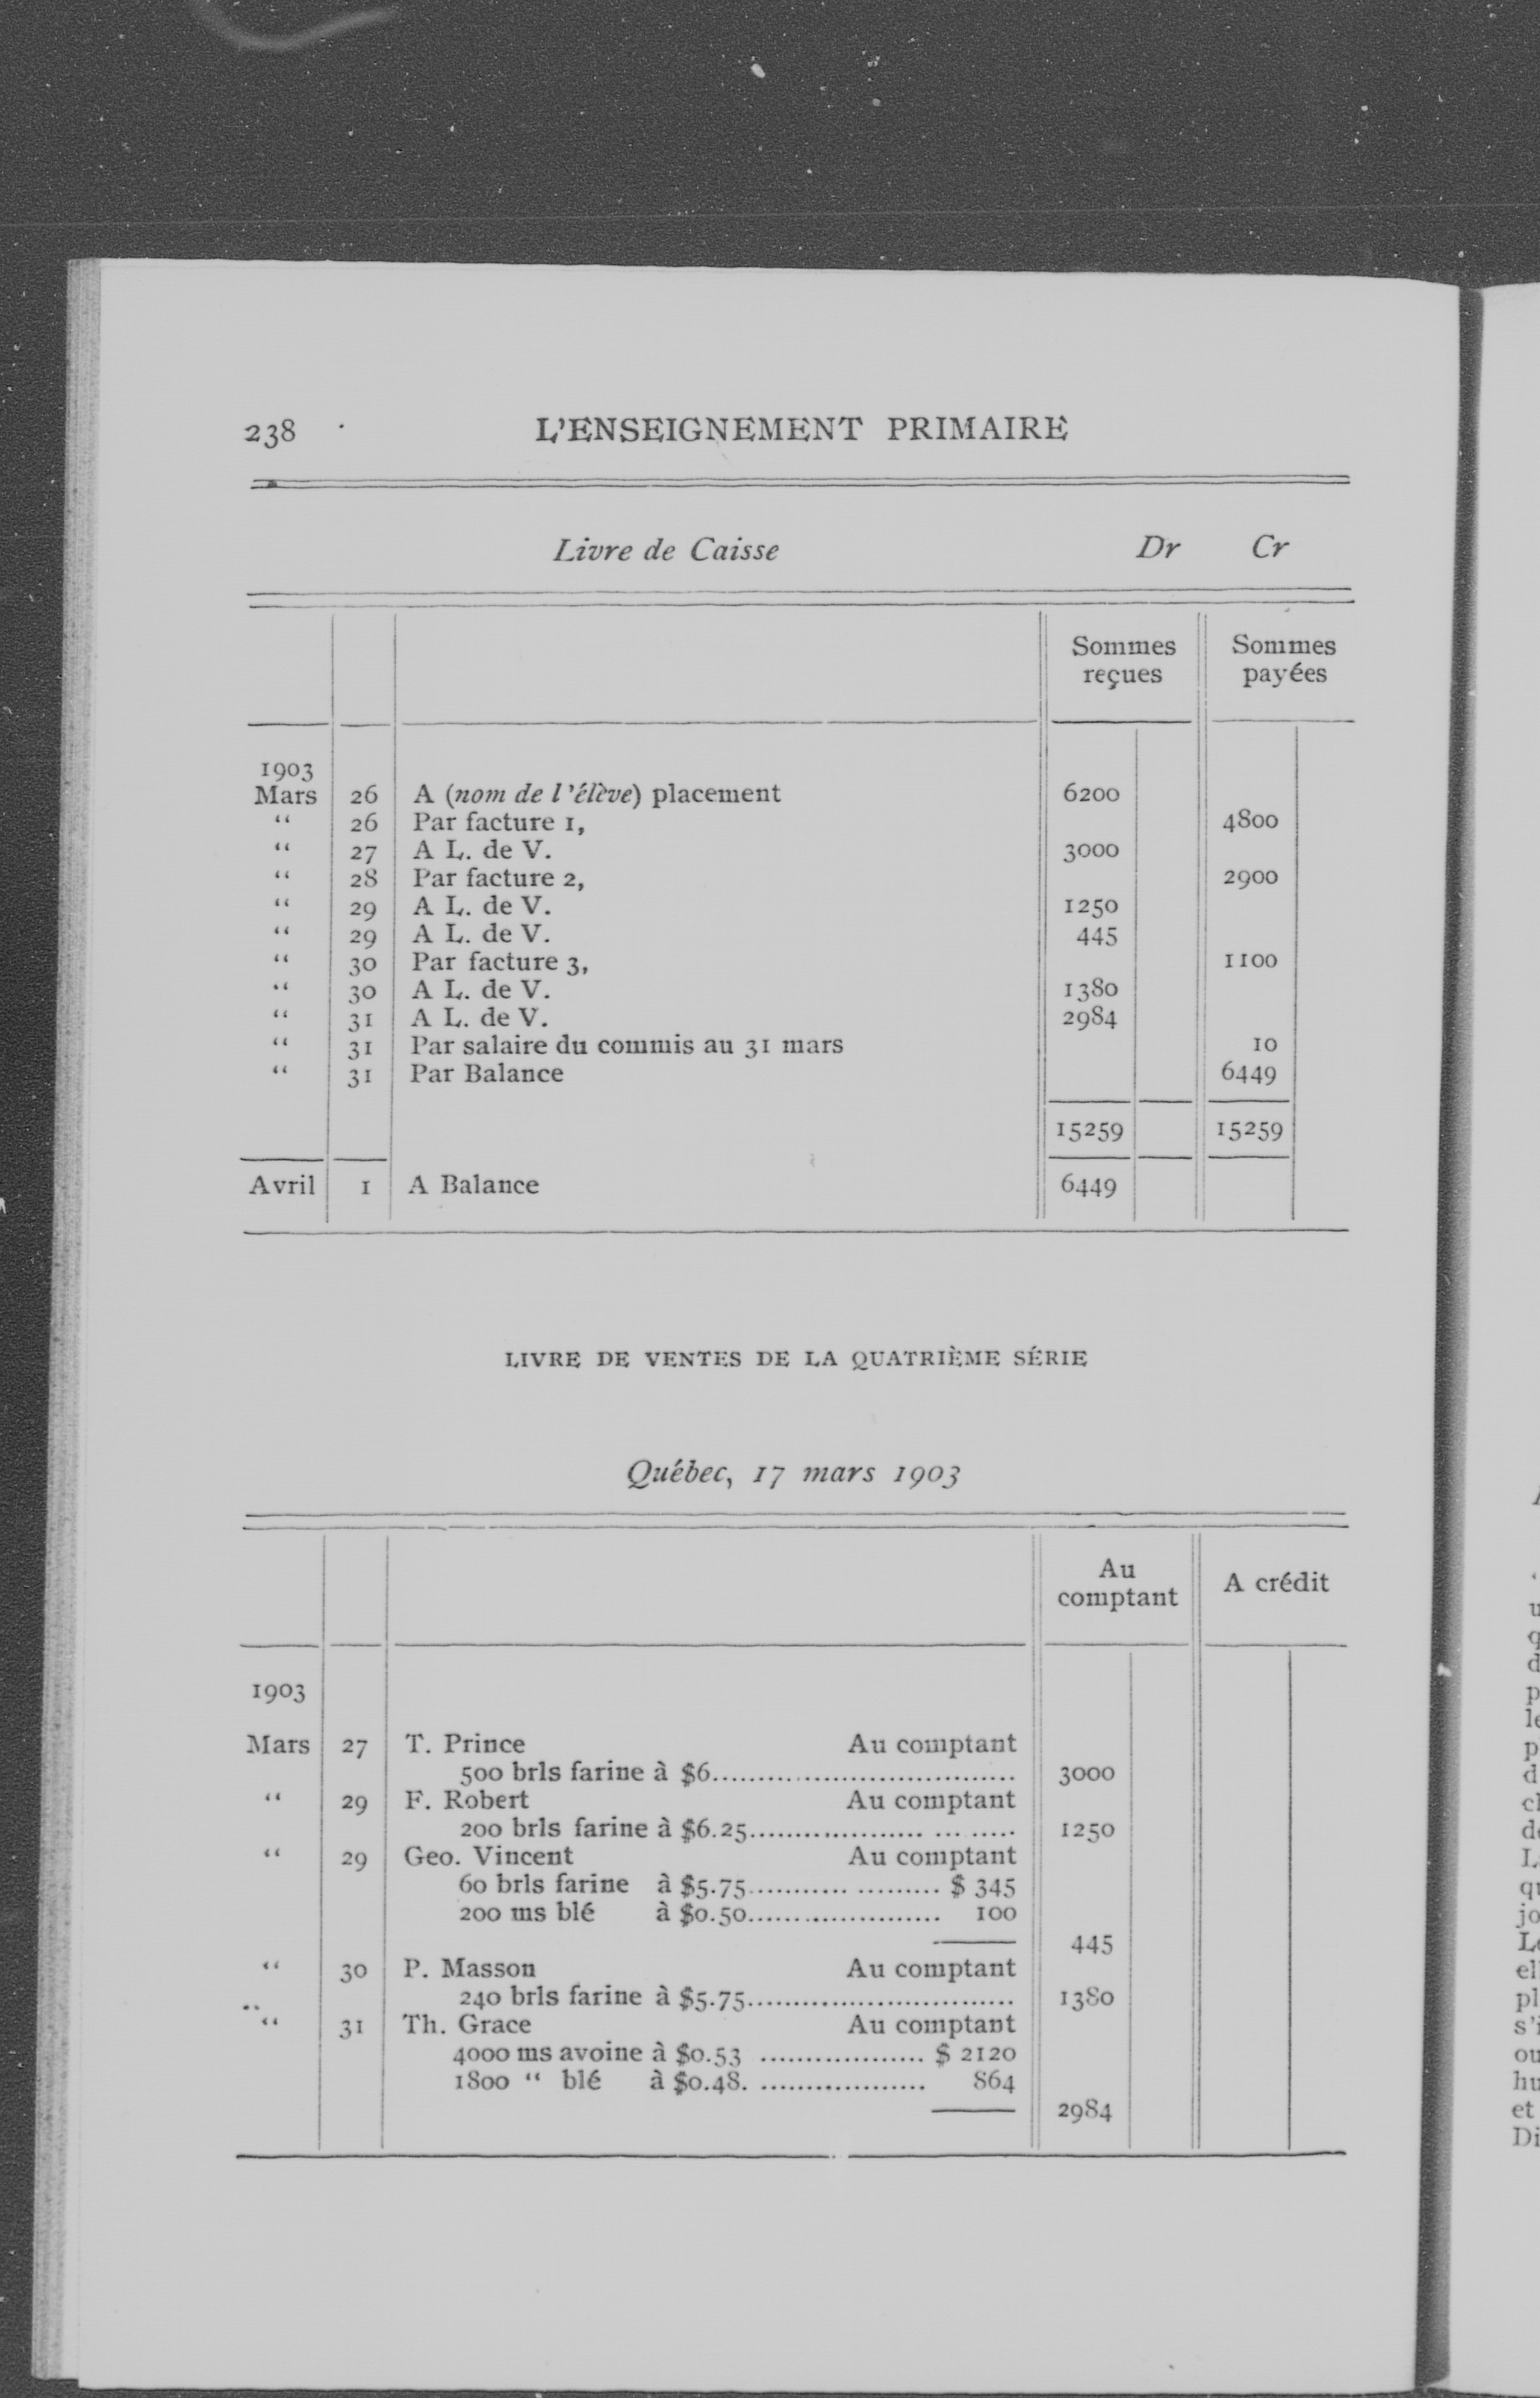 238 L'ENSEIGNEMENT PRIMAIRE
Livre de Caisse Dr Cr
Sommes reçues Sommes payées
1903
Mars 26 A (nom de l'élève) placement 6200
“ 26 Par facture 1, 4800
“ 27 A L. de V. 3000
“ 28 Par facture 2, 2900
“ 29 A L. de V. 1250
“ 29 A L. de V. 445
“ 30 Par facture 3, 1100
“ 30 A L. de V. 1380
“ 31 A L. de V. 2984
“ 31 Par salaire du commis au 31 mars 10
“ 31 Par Balance 6449
15259 15259
Avril 1 A Balance 6449
LIVRE DE VENTES DE LA QUATRIÈME SÉRIE
Québec, 17 mars 1903
Au comptant A crédit
1903
Mars 27 T. Prince Au comptant
500 brls farine à $6.................................. 3000
“ 29 F. Robert Au comptant
200 brls farine à $6.25................... ... ..... 1250
“ 29 Geo. Vincent Au comptant
60 brls farine à $5.75........... ......... $ 345
200 ms blé à $0.50..................... 100
445
“ 30 P. Masson Au comptant
240 brls farine à $5.75............................. 1380
“ 31 Th. Grace Au comptant
4000 ms avoine à $0.53 .................. $ 2120
1800 “ blé à $0.48. .................. 864
2984